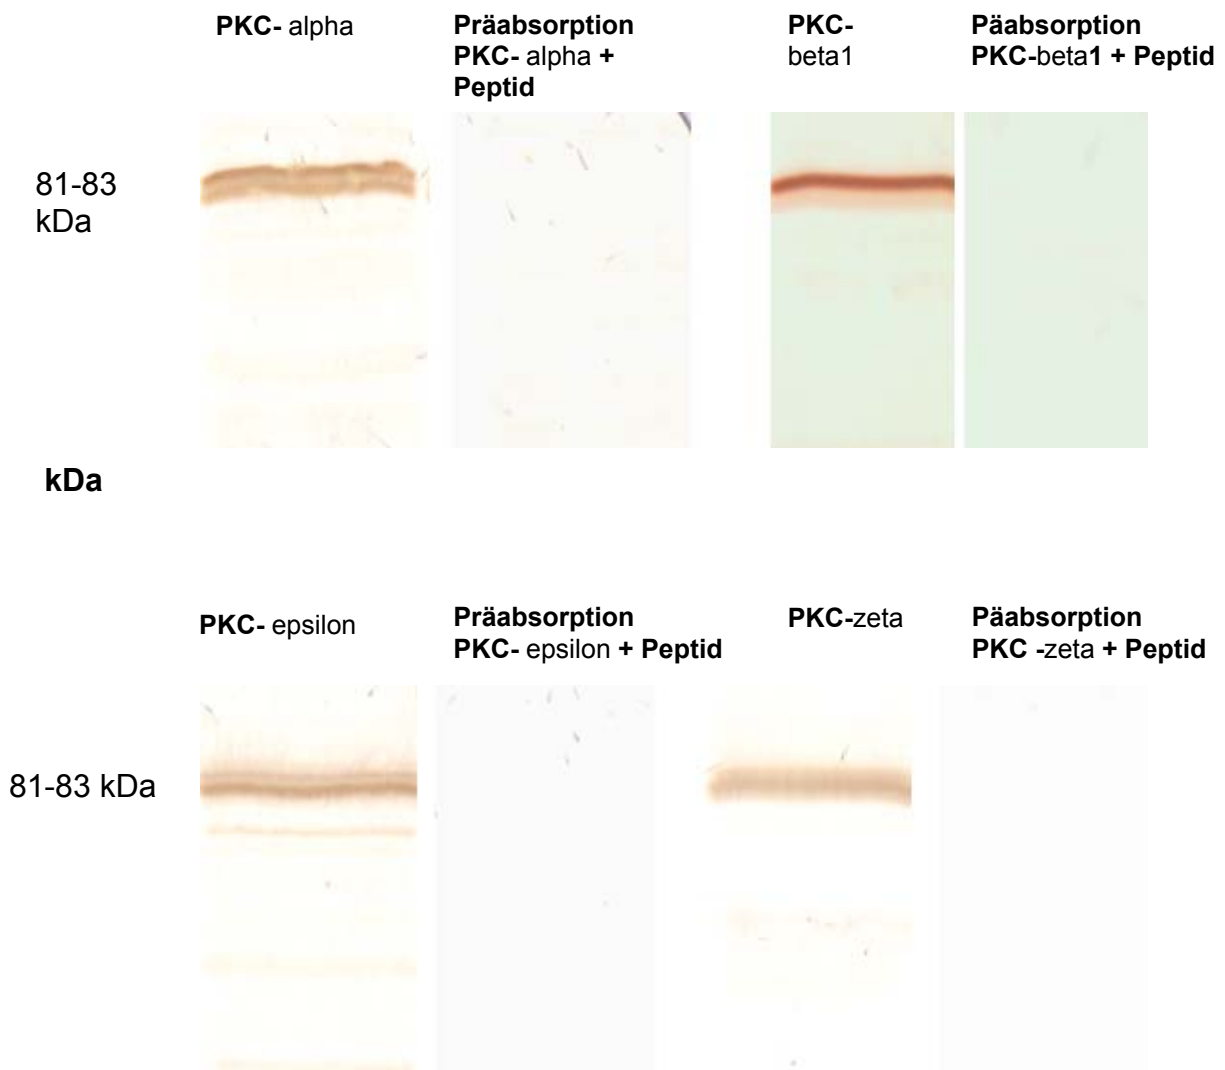 PKC- alpha
Präabsorption
PKC- alpha +
Peptid
PKC-
beta1
Päabsorption
PKC-beta1 + Peptid
81-83
kDa
kDa
PKC- epsilon
Präabsorption
PKC- epsilon + Peptid
PKC-zeta
Päabsorption
PKC -zeta + Peptid
81-83 kDa